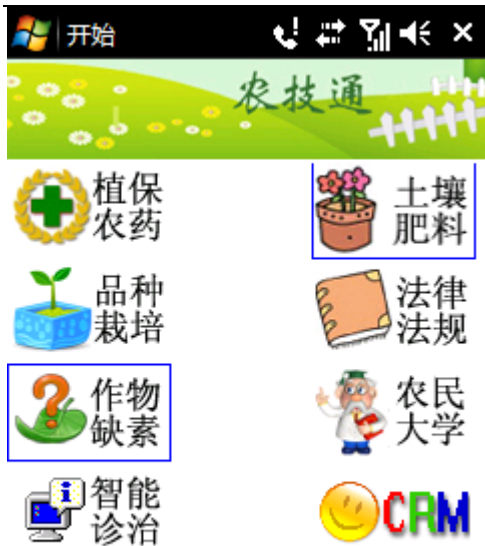 开始
农技通
植保
农药
土壤
肥料
品种
栽培
法律
法规
作物
缺素
农民
大学
智能
诊治
CRM